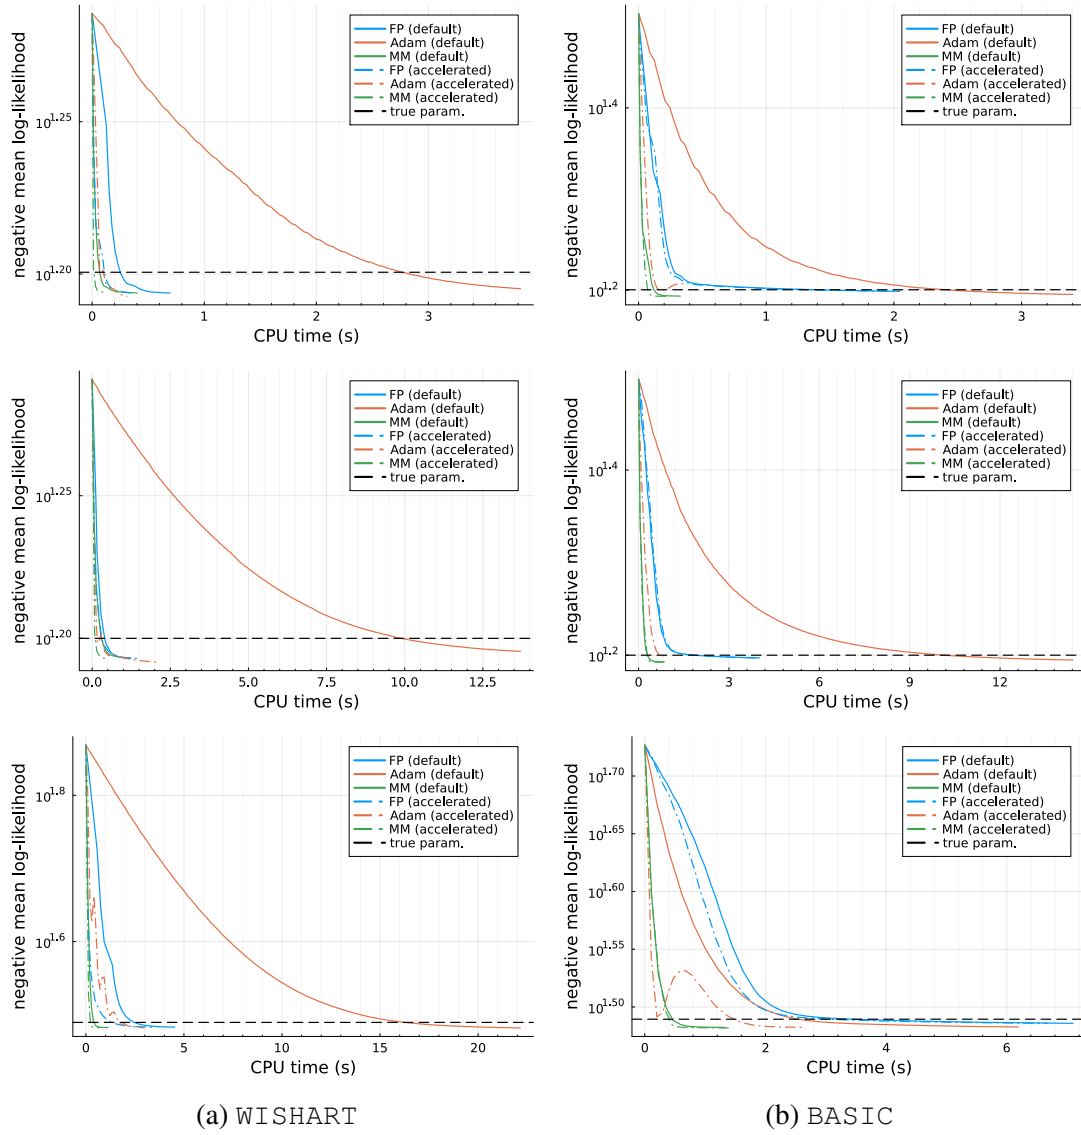 negative mean log-likelihood
10^1.25
10^1.20
0
1
2
3
CPU time (s)
FP (default)
Adam (default)
MM (default)
FP (accelerated)
Adam (accelerated)
MM (accelerated)
true param.
negative mean log-likelihood
10^1.4
10^1.2
0
1
2
3
CPU time (s)
FP (default)
Adam (default)
MM (default)
FP (accelerated)
Adam (accelerated)
MM (accelerated)
true param.
negative mean log-likelihood
10^1.25
10^1.20
0.0
2.5
5.0
7.5
10.0
12.5
CPU time (s)
FP (default)
Adam (default)
MM (default)
FP (accelerated)
Adam (accelerated)
MM (accelerated)
true param.
negative mean log-likelihood
10^1.4
10^1.2
0
3
6
9
12
CPU time (s)
FP (default)
Adam (default)
MM (default)
FP (accelerated)
Adam (accelerated)
MM (accelerated)
true param.
negative mean log-likelihood
10^1.8
10^1.6
0
5
10
15
20
CPU time (s)
FP (default)
Adam (default)
MM (default)
FP (accelerated)
Adam (accelerated)
MM (accelerated)
true param.
negative mean log-likelihood
10^1.70
10^1.65
10^1.60
10^1.55
10^1.50
0
2
4
6
CPU time (s)
FP (default)
Adam (default)
MM (default)
FP (accelerated)
Adam (accelerated)
MM (accelerated)
true param.
(a) WISHART
(b) BASIC